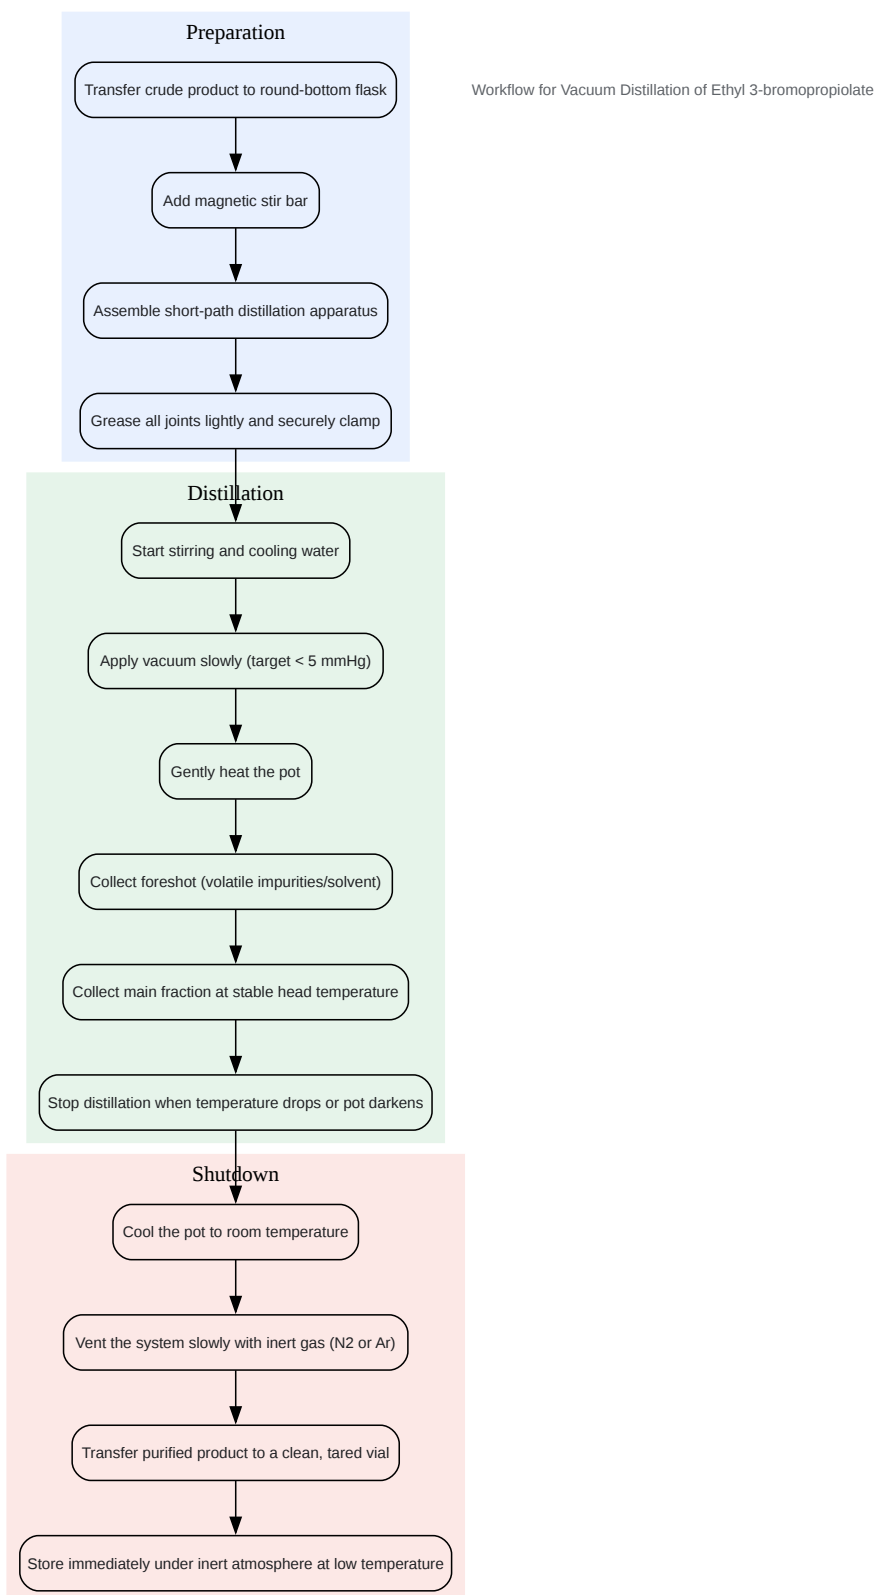 Preparation
Transfer crude product to round-bottom flask
Workflow for Vacuum Distillation of Ethyl 3-bromopropiolate
Add magnetic stir bar
Assemble short-path distillation apparatus
Grease all joints lightly and securely clamp
Distillation
Start stirring and cooling water
Apply vacuum slowly (target < 5 mmHg)
Gently heat the pot
Collect foreshot (volatile impurities/solvent)
Collect main fraction at stable head temperature
Stop distillation when temperature drops or pot darkens
Shutdown
Cool the pot to room temperature
Vent the system slowly with inert gas (N2 or Ar)
Transfer purified product to a clean, tared vial
Store immediately under inert atmosphere at low temperature